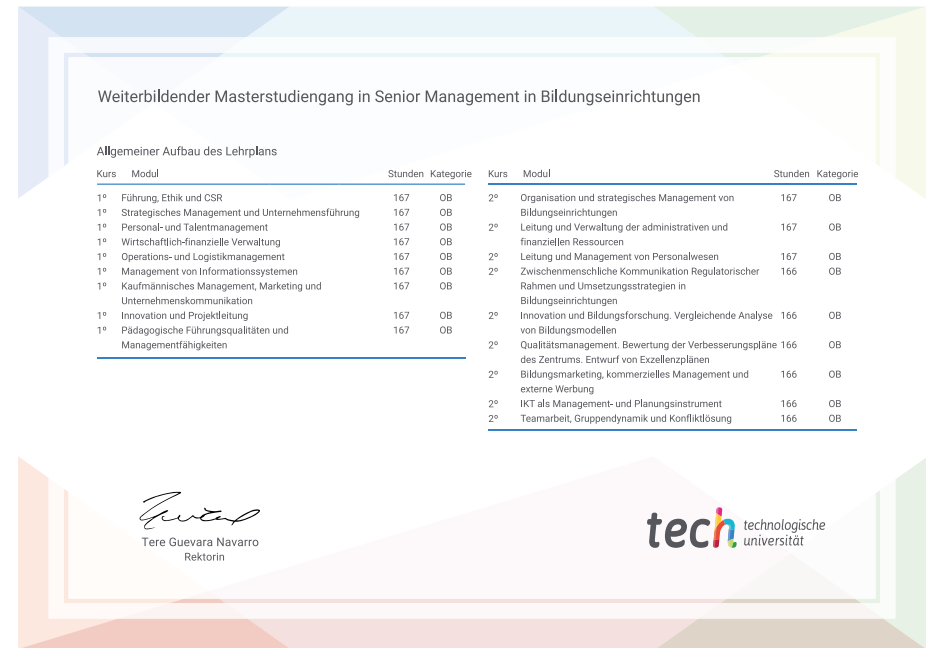 Weiterbildender Masterstudiengang in Senior Management in Bildungseinrichtungen
Allgemeiner Aufbau des Lehrplans
Kurs Modul Stunden Kategorie
1º Führung, Ethik und CSR 167 OB
1º Strategisches Management und Unternehmensführung 167 OB
1º Personal- und Talentmanagement 167 OB
1º Wirtschaftlich-finanzielle Verwaltung 167 OB
1º Operations- und Logistikmanagement 167 OB
1º Management von Informationssystemen 167 OB
1º Kaufmännisches Management, Marketing und 167 OB
Unternehmenskommunikation
1º Innovation und Projektleitung 167 OB
1º Pädagogische Führungsqualitäten und 167 OB
Managementfähigkeiten
Kurs Modul Stunden Kategorie
2º Organisation und strategisches Management von 167 OB
Bildungseinrichtungen
2º Leitung und Verwaltung der administrativen und 167 OB
finanziellen Ressourcen
2º Leitung und Management von Personalwesen 167 OB
2º Zwischenmenschliche Kommunikation Regulatorischer 166 OB
Rahmen und Umsetzungsstrategien in
Bildungseinrichtungen
2º Innovation und Bildungsforschung. Vergleichende Analyse 166 OB
von Bildungsmodellen
2º Qualitätsmanagement. Bewertung der Verbesserungspläne 166 OB
des Zentrums. Entwurf von Exzellenzplänen
2º Bildungsmarketing, kommerzielles Management und 166 OB
externe Werbung
2º IKT als Management- und Planungsinstrument 166 OB
2º Teamarbeit, Gruppendynamik und Konfliktlösung 166 OB
Tere Guevara Navarro
Rektorin
tech technologische
universität